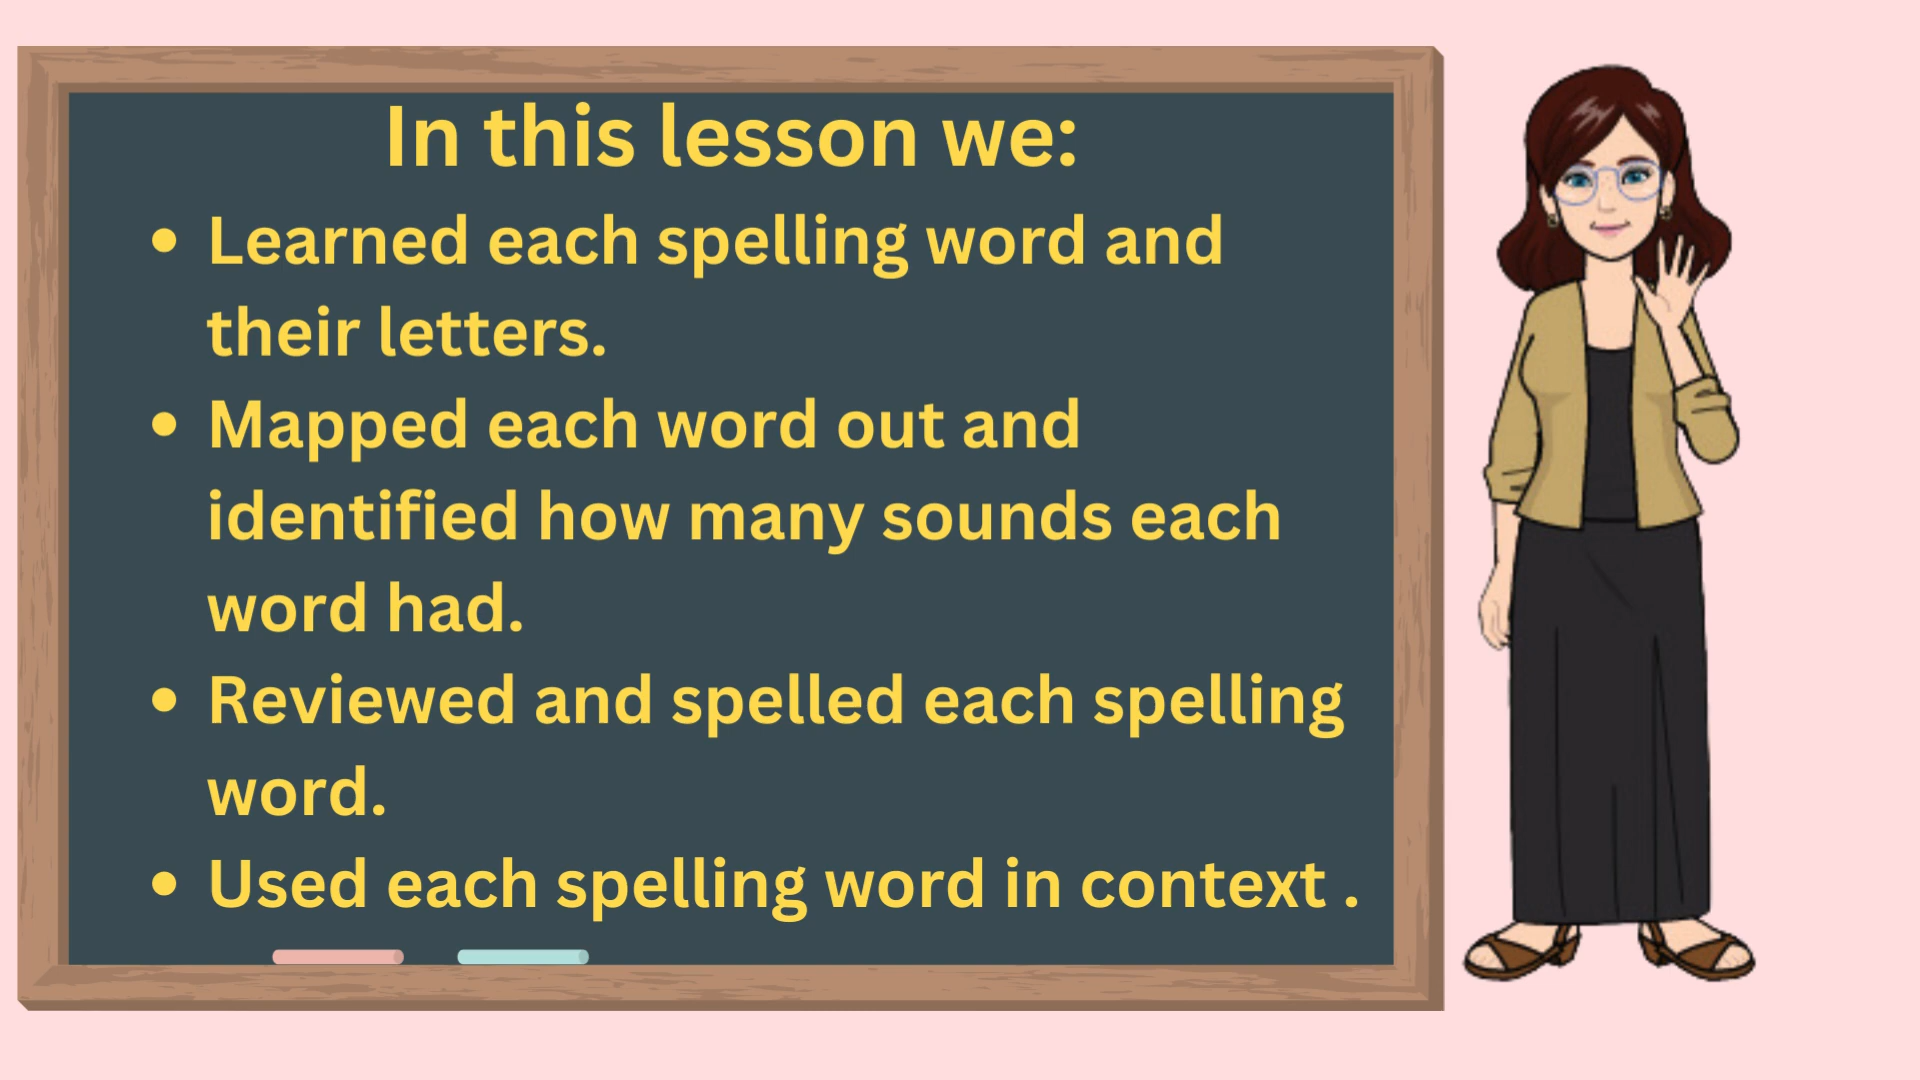 In this lesson we:
• Learned each spelling word and
their letters.
• Mapped each word out and
identified how many sounds each
word had.
• Reviewed and spelled each spelling
word.
• Used each spelling word in context .